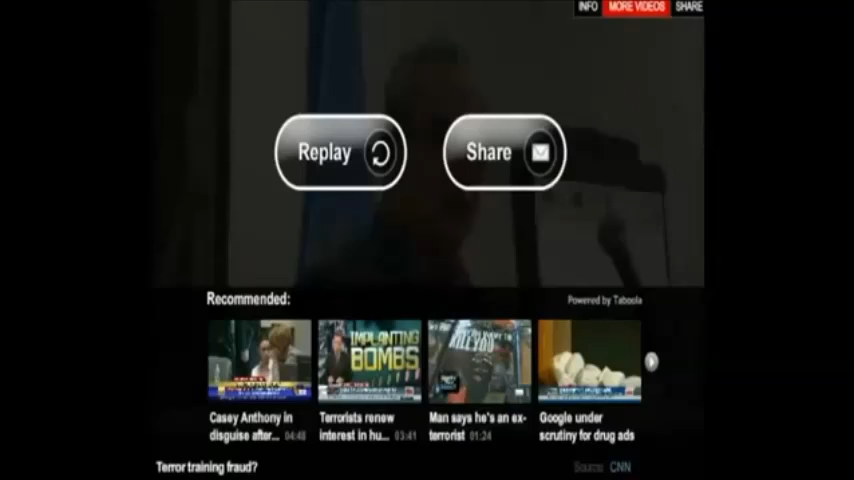 INFO MORE VIDEOS SHARE
Replay Share
Recommended: Powered by Taboola
IMPLANTING
BOMBS
KILL YOU
Casey Anthony in
disguise after... 04:48
Terrorists renew
interest in hu... 03:41
Man says he's an ex-
terrorist 01:24
Google under
scrutiny for drug ads
Terror training fraud? Source: CNN